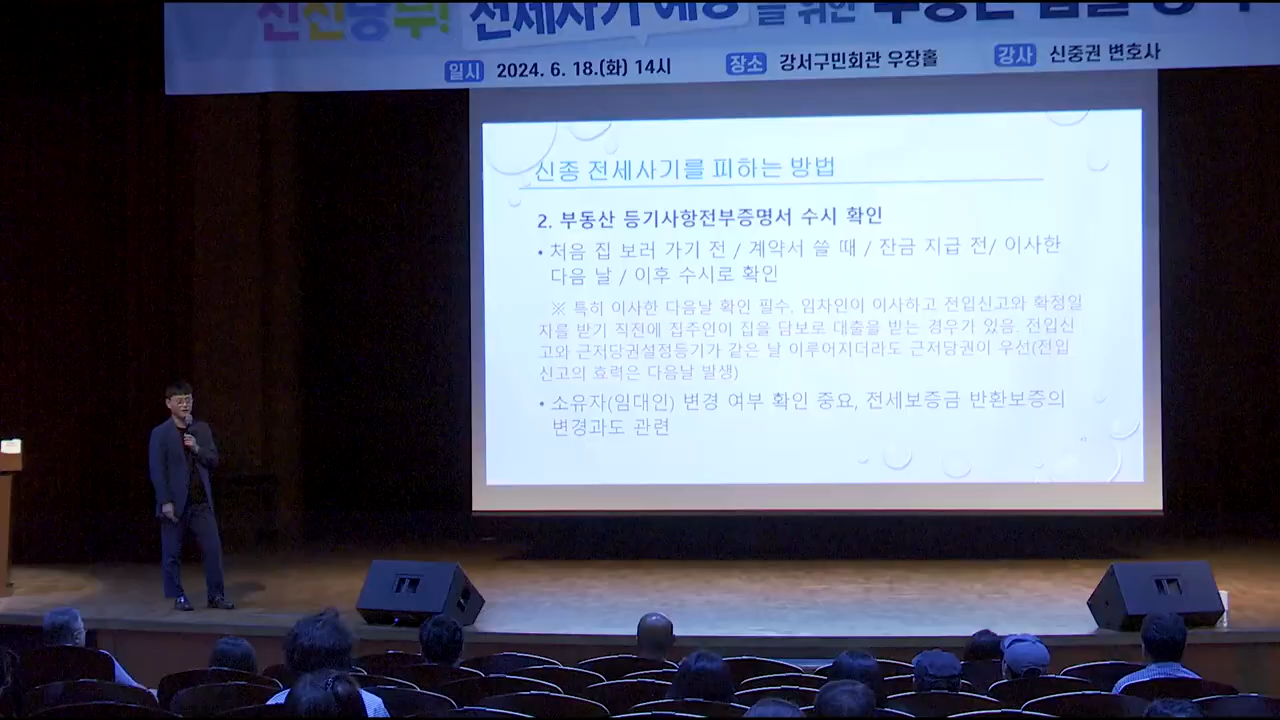 신신당부! 전세사기 예방 을 위한 부동산
일시 2024. 6. 18.(화) 14시 장소 강서구민회관 우장홀 강사 신중권 변호사
신종 전세사기를 피하는 방법
2. 부동산 등기사항전부증명서 수시 확인
• 처음 집 보러 가기 전 / 계약서 쓸 때 / 잔금 지급 전/ 이사한
다음 날 / 이후 수시로 확인
※ 특히 이사한 다음날 확인 필수, 임차인이 이사하고 전입신고와 확정일
자를 받기 직전에 집주인이 집을 담보로 대출을 받는 경우가 있음. 전입신
고와 근저당권설정등기가 같은 날 이루어지더라도 근저당권이 우선(전입
신고의 효력은 다음날 발생)
• 소유자(임대인) 변경 여부 확인 중요, 전세보증금 반환보증의
변경과도 관련